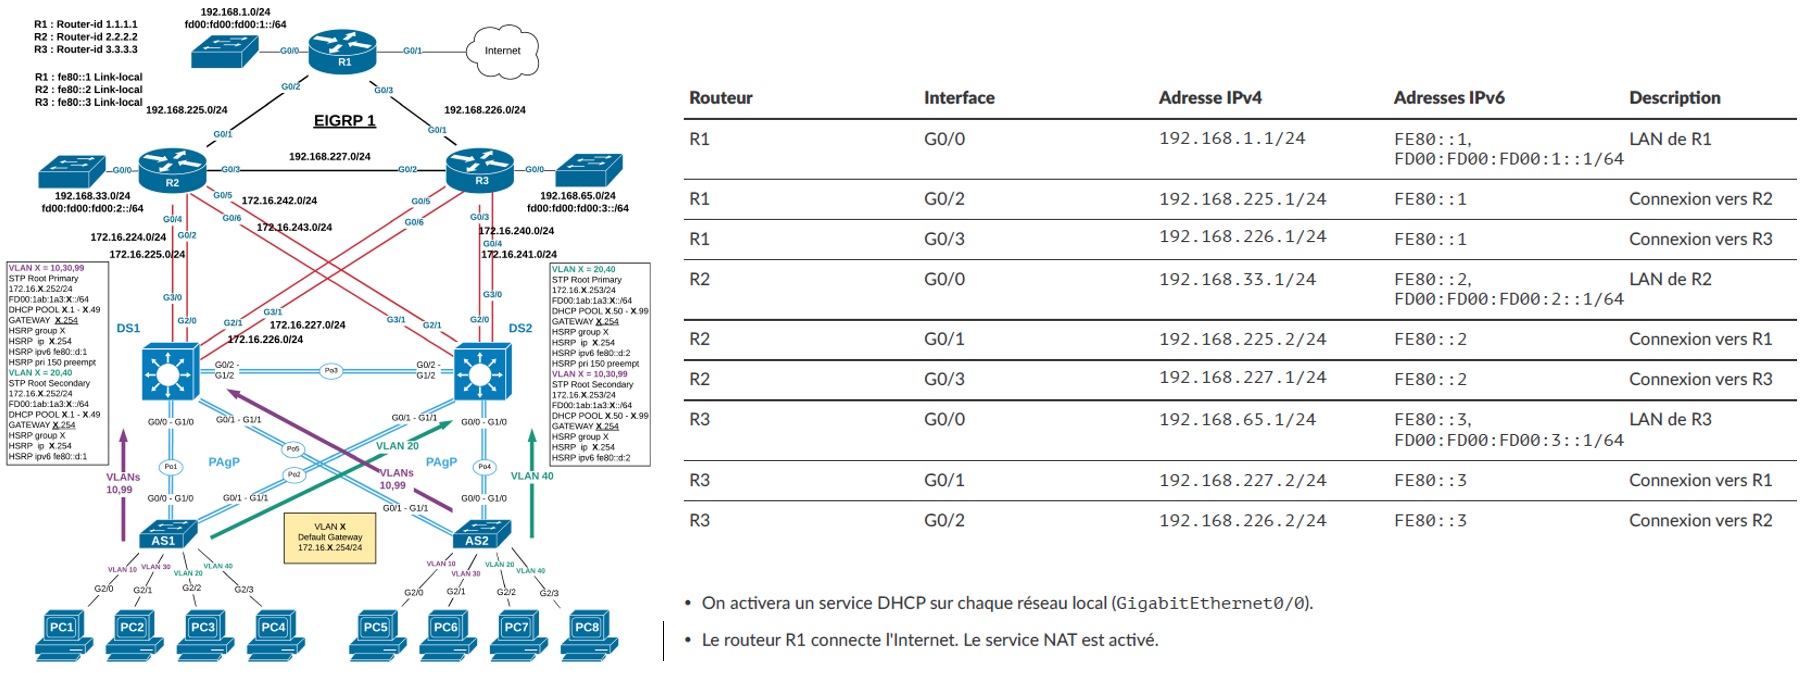 192.168.1.0/24
fd00:fd00:fd00:1::/64
R1 : Router-id 1.1.1.1
R2 : Router-id 2.2.2.2
R3 : Router-id 3.3.3.3
R1 : fe80::1 Link-local
R2 : fe80::2 Link-local
R3 : fe80::3 Link-local
G0/0
R1
G0/1
Internet
G0/2
G0/3
192.168.225.0/24
192.168.226.0/24
EIGRP 1
G0/1
G0/1
192.168.227.0/24
G0/0
R2
G0/3
G0/2
R3
G0/0
192.168.33.0/24
fd00:fd00:fd00:2::/64
192.168.65.0/24
fd00:fd00:fd00:3::/64
G0/5
172.16.242.0/24
G0/5
G0/4
G0/6
G0/6
G0/3
172.16.243.0/24
172.16.240.0/24
172.16.224.0/24
G0/2
G0/4
172.16.225.0/24
172.16.241.0/24
VLAN X = 10,30,99
STP Root Primary
172.16.X.252/24
FD00:1ab:1a3:X::/64
DHCP POOL X.1 - X.49
GATEWAY X.254
HSRP group X
HSRP ip X.254
HSRP ipv6 fe80::d:1
HSRP pri 150 preempt
VLAN X = 20,40
STP Root Secondary
172.16.X.252/24
FD00:1ab:1a3:X::/64
DHCP POOL X.1 - X.49
GATEWAY X.254
HSRP group X
HSRP ip X.254
HSRP ipv6 fe80::d:1
VLAN X = 20,40
STP Root Primary
172.16.X.253/24
FD00:1ab:1a3:X::/64
DHCP POOL X.50 - X.99
GATEWAY X.254
HSRP group X
HSRP ip X.254
HSRP ipv6 fe80::d:2
HSRP pri 150 preempt
VLAN X = 10,30,99
STP Root Secondary
172.16.X.253/24
FD00:1ab:1a3:X::/64
DHCP POOL X.50 - X.99
GATEWAY X.254
HSRP group X
HSRP ip X.254
HSRP ipv6 fe80::d:2
G3/0
G3/0
DS1
G2/0
G2/1
G3/1
G3/1
G2/1
G2/0
DS2
172.16.227.0/24
172.16.226.0/24
G0/2 -
G1/2
Po3
G0/2 -
G1/2
G0/0 - G1/0
G0/1 - G1/1
G0/1 - G1/1
G0/0 - G1/0
VLAN 20
Po5
Po1
PAgP
Po2
PAgP
Po4
VLANs
10,99
VLANs
10,99
VLAN 40
G0/0 - G1/0
G0/1 - G1/1
G0/1 - G1/1
G0/0 - G1/0
VLAN X
Default Gateway
172.16.X.254/24
AS1
AS2
VLAN 10
VLAN 30
VLAN 20
VLAN 40
VLAN 10
VLAN 30
VLAN 20
VLAN 40
G2/0
G2/1
G2/2
G2/3
G2/0
G2/1
G2/2
G2/3
PC1
PC2
PC3
PC4
PC5
PC6
PC7
PC8
Routeur Interface Adresse IPv4 Adresses IPv6 Description
R1 G0/0 192.168.1.1/24 FE80::1, LAN de R1
FD00:FD00:FD00:1::1/64
R1 G0/2 192.168.225.1/24 FE80::1 Connexion vers R2
R1 G0/3 192.168.226.1/24 FE80::1 Connexion vers R3
R2 G0/0 192.168.33.1/24 FE80::2, LAN de R2
FD00:FD00:FD00:2::1/64
R2 G0/1 192.168.225.2/24 FE80::2 Connexion vers R1
R2 G0/3 192.168.227.1/24 FE80::2 Connexion vers R3
R3 G0/0 192.168.65.1/24 FE80::3, LAN de R3
FD00:FD00:FD00:3::1/64
R3 G0/1 192.168.227.2/24 FE80::3 Connexion vers R1
R3 G0/2 192.168.226.2/24 FE80::3 Connexion vers R2
• On activera un service DHCP sur chaque réseau local (GigabitEthernet0/0).
• Le routeur R1 connecte l'Internet. Le service NAT est activé.